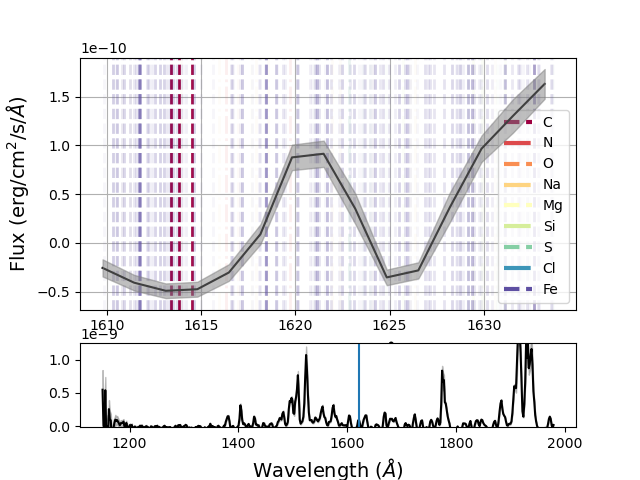 1e−10
Flux (erg/cm²/s/Å)
1.5
1.0
0.5
0.0
−0.5
C
N
O
Na
Mg
Si
S
Cl
Fe
1610 1615 1620 1625 1630
1e−9
1.0
0.5
0.0
1200 1400 1600 1800 2000
Wavelength (Å)